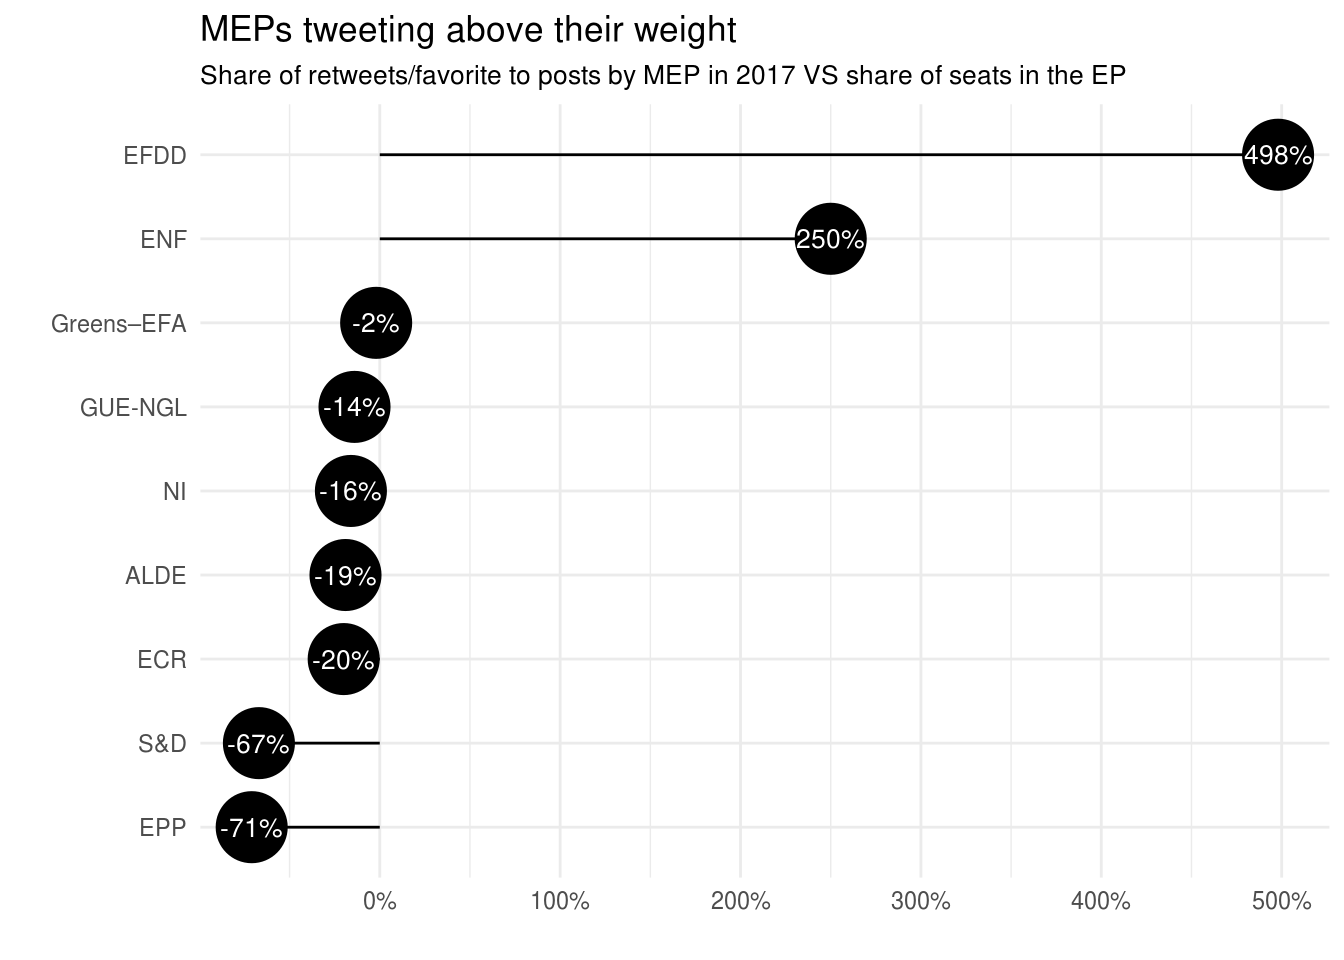 MEPs tweeting above their weight
Share of retweets/favorite to posts by MEP in 2017 VS share of seats in the EP
EFDD 498%
ENF 250%
Greens–EFA -2%
GUE-NGL -14%
NI -16%
ALDE -19%
ECR -20%
S&D -67%
EPP -71%
0% 100% 200% 300% 400% 500%